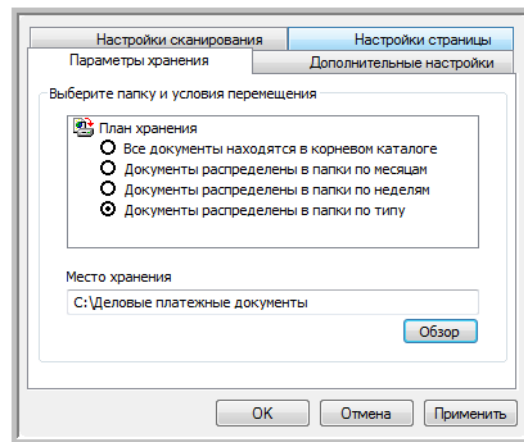 Настройки сканирования
Настройки страницы
Параметры хранения
Дополнительные настройки
Выберите папку и условия перемещения
План хранения
Все документы находятся в корневом каталоге
Документы распределены в папки по месяцам
Документы распределены в папки по неделям
Документы распределены в папки по типу
Место хранения
C:\Деловые платежные документы
Обзор
OK
Отмена
Применить